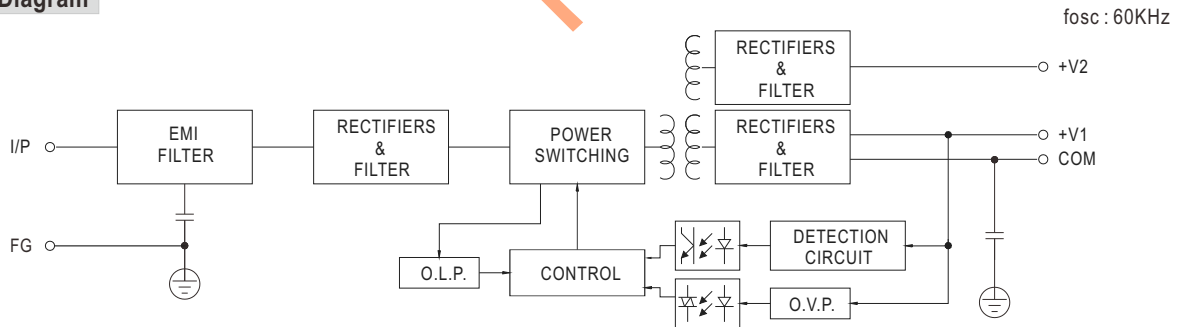 Diagram
fosc : 60KHz
RECTIFIERS
&
FILTER
+V2
I/P
EMI
FILTER
RECTIFIERS
&
FILTER
POWER
SWITCHING
RECTIFIERS
&
FILTER
+V1
COM
FG
O.L.P.
CONTROL
DETECTION
CIRCUIT
O.V.P.